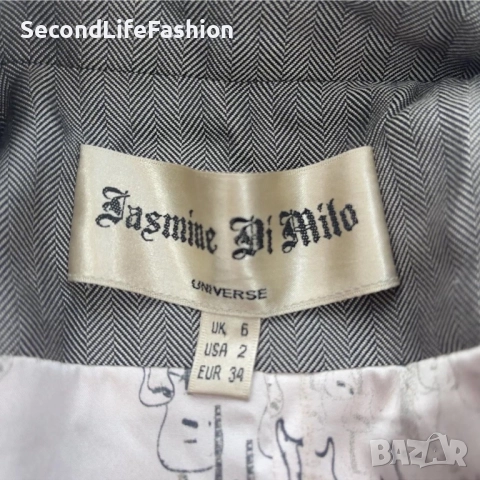 SecondLifeFashion
Jasmine Di Milo
UNIVERSE
UK 6
USA 2
EUR 34
BAZAR